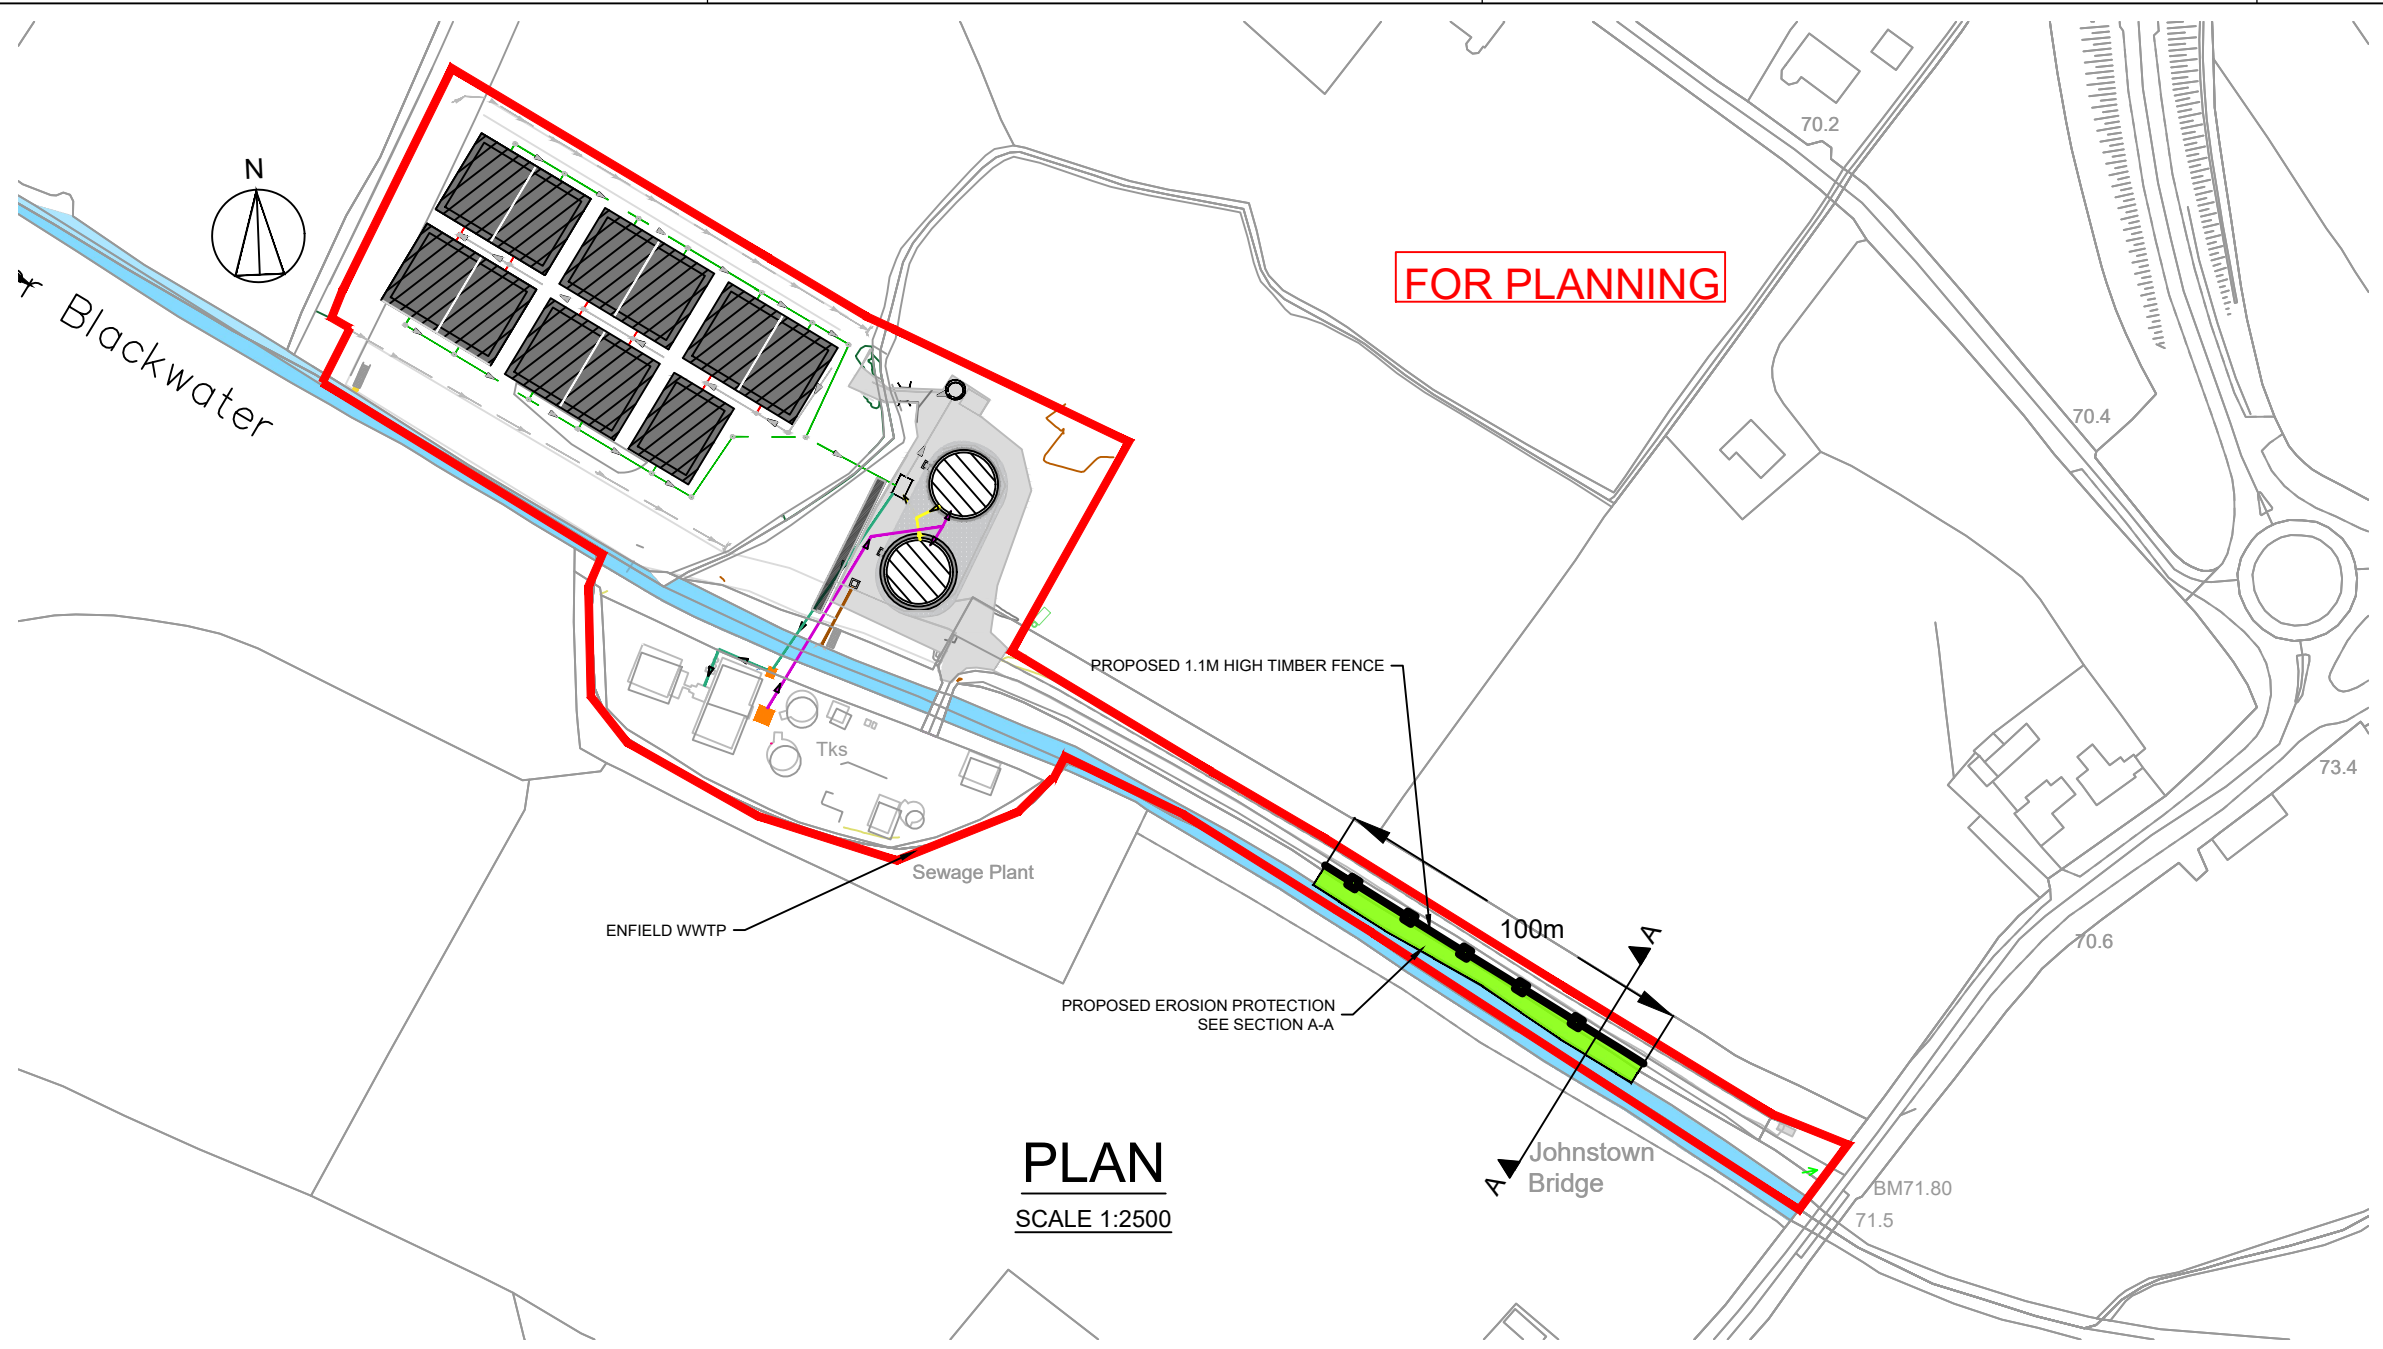 N
r Blackwater
FOR PLANNING
70.2
70.4
73.4
70.6
PROPOSED 1.1M HIGH TIMBER FENCE
Tks
Sewage Plant
ENFIELD WWTP
100m
A
PROPOSED EROSION PROTECTION
SEE SECTION A-A
A
Johnstown
Bridge
BM71.80
71.5
PLAN
SCALE 1:2500